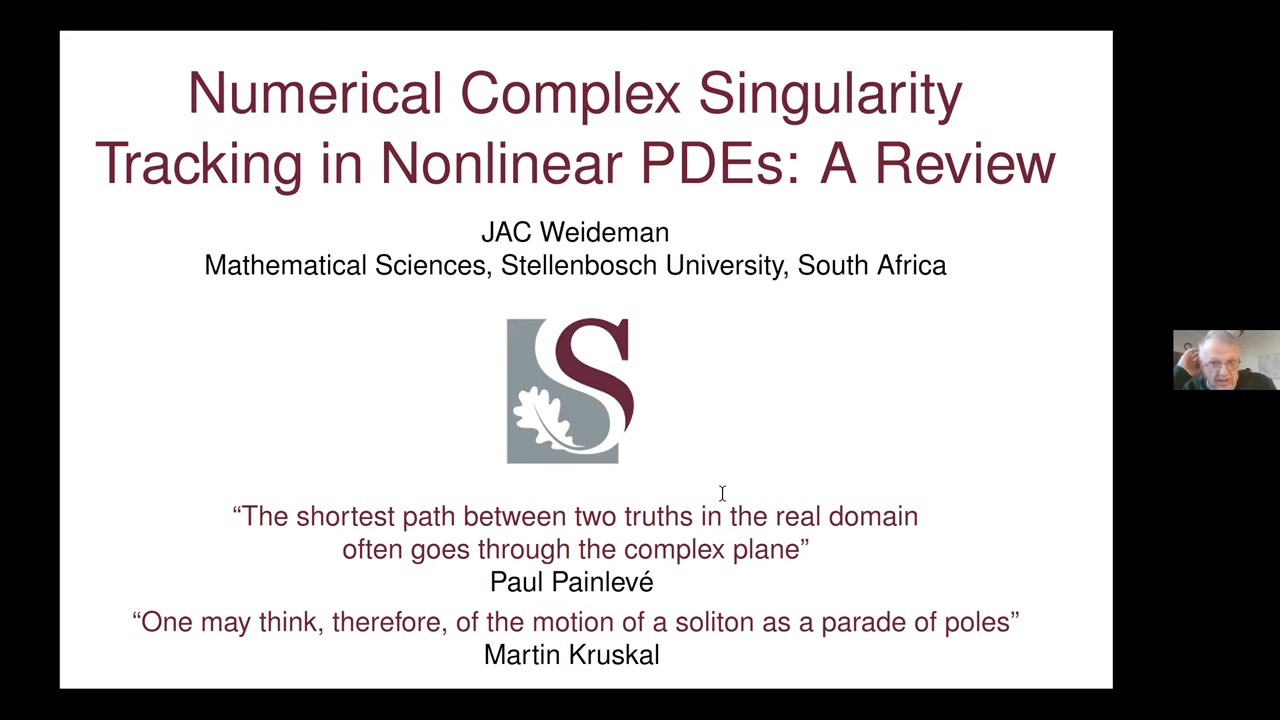 Numerical Complex Singularity
Tracking in Nonlinear PDEs: A Review
JAC Weideman
Mathematical Sciences, Stellenbosch University, South Africa
S
“The shortest path between two truths in the real domain
often goes through the complex plane”
Paul Painlevé
“One may think, therefore, of the motion of a soliton as a parade of poles”
Martin Kruskal